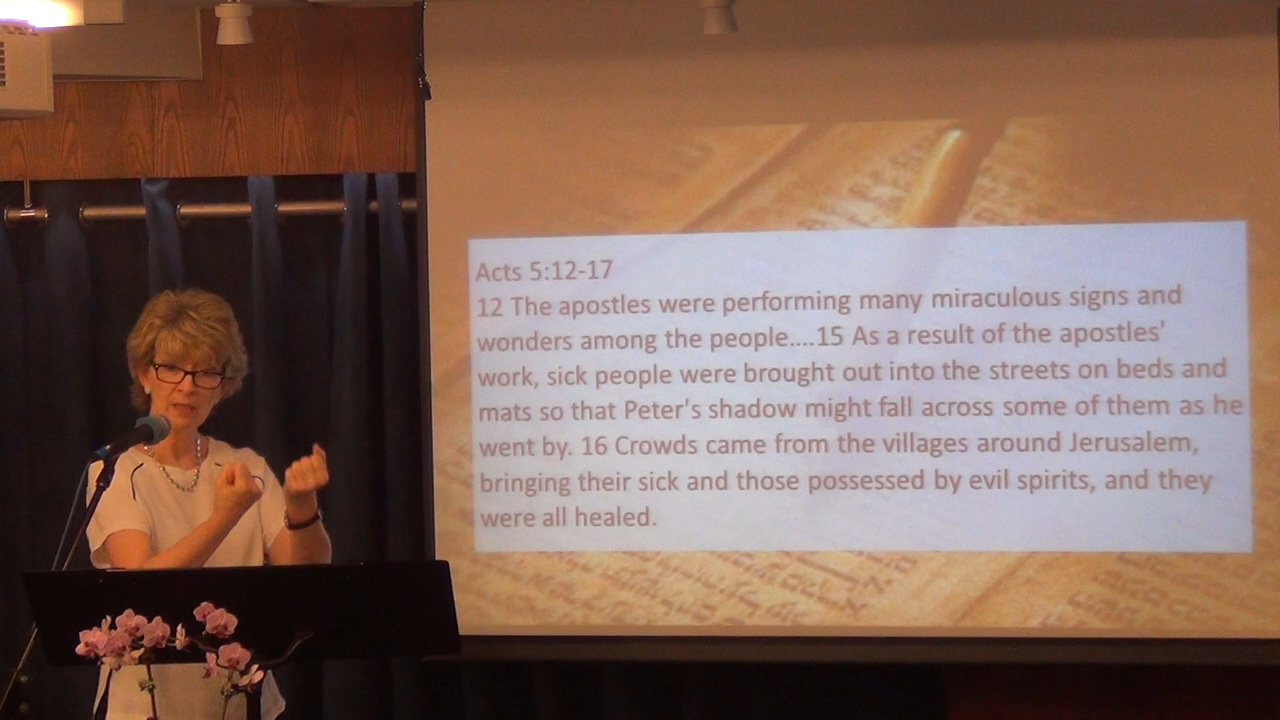 Acts 5:12-17
12 The apostles were performing many miraculous signs and
wonders among the people....15 As a result of the apostles'
work, sick people were brought out into the streets on beds and
mats so that Peter's shadow might fall across some of them as he
went by. 16 Crowds came from the villages around Jerusalem,
bringing their sick and those possessed by evil spirits, and they
were all healed.